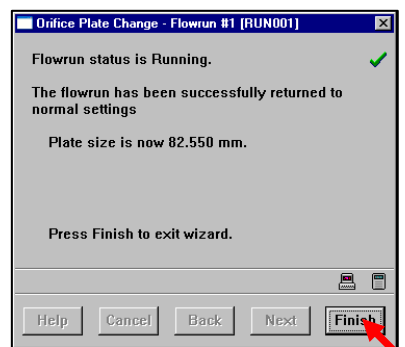 Orifice Plate Change - Flowrun #1 [RUN001]
Flowrun status is Running.
The flowrun has been successfully returned to
normal settings
Plate size is now 82.550 mm.
Press Finish to exit wizard.
Help Cancel Back Next Finish